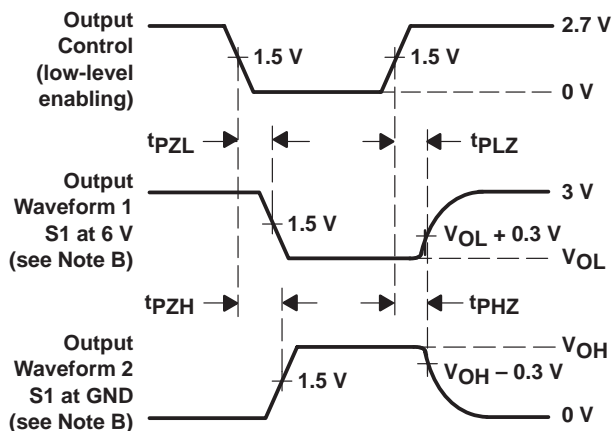 Output
Control
(low-level
enabling)
2.7 V
1.5 V
1.5 V
0 V
tPZL
tPLZ
Output
Waveform 1
S1 at 6 V
(see Note B)
3 V
1.5 V
VOL + 0.3 V
VOL
tPZH
tPHZ
Output
Waveform 2
S1 at GND
(see Note B)
VOH
1.5 V
VOH – 0.3 V
0 V